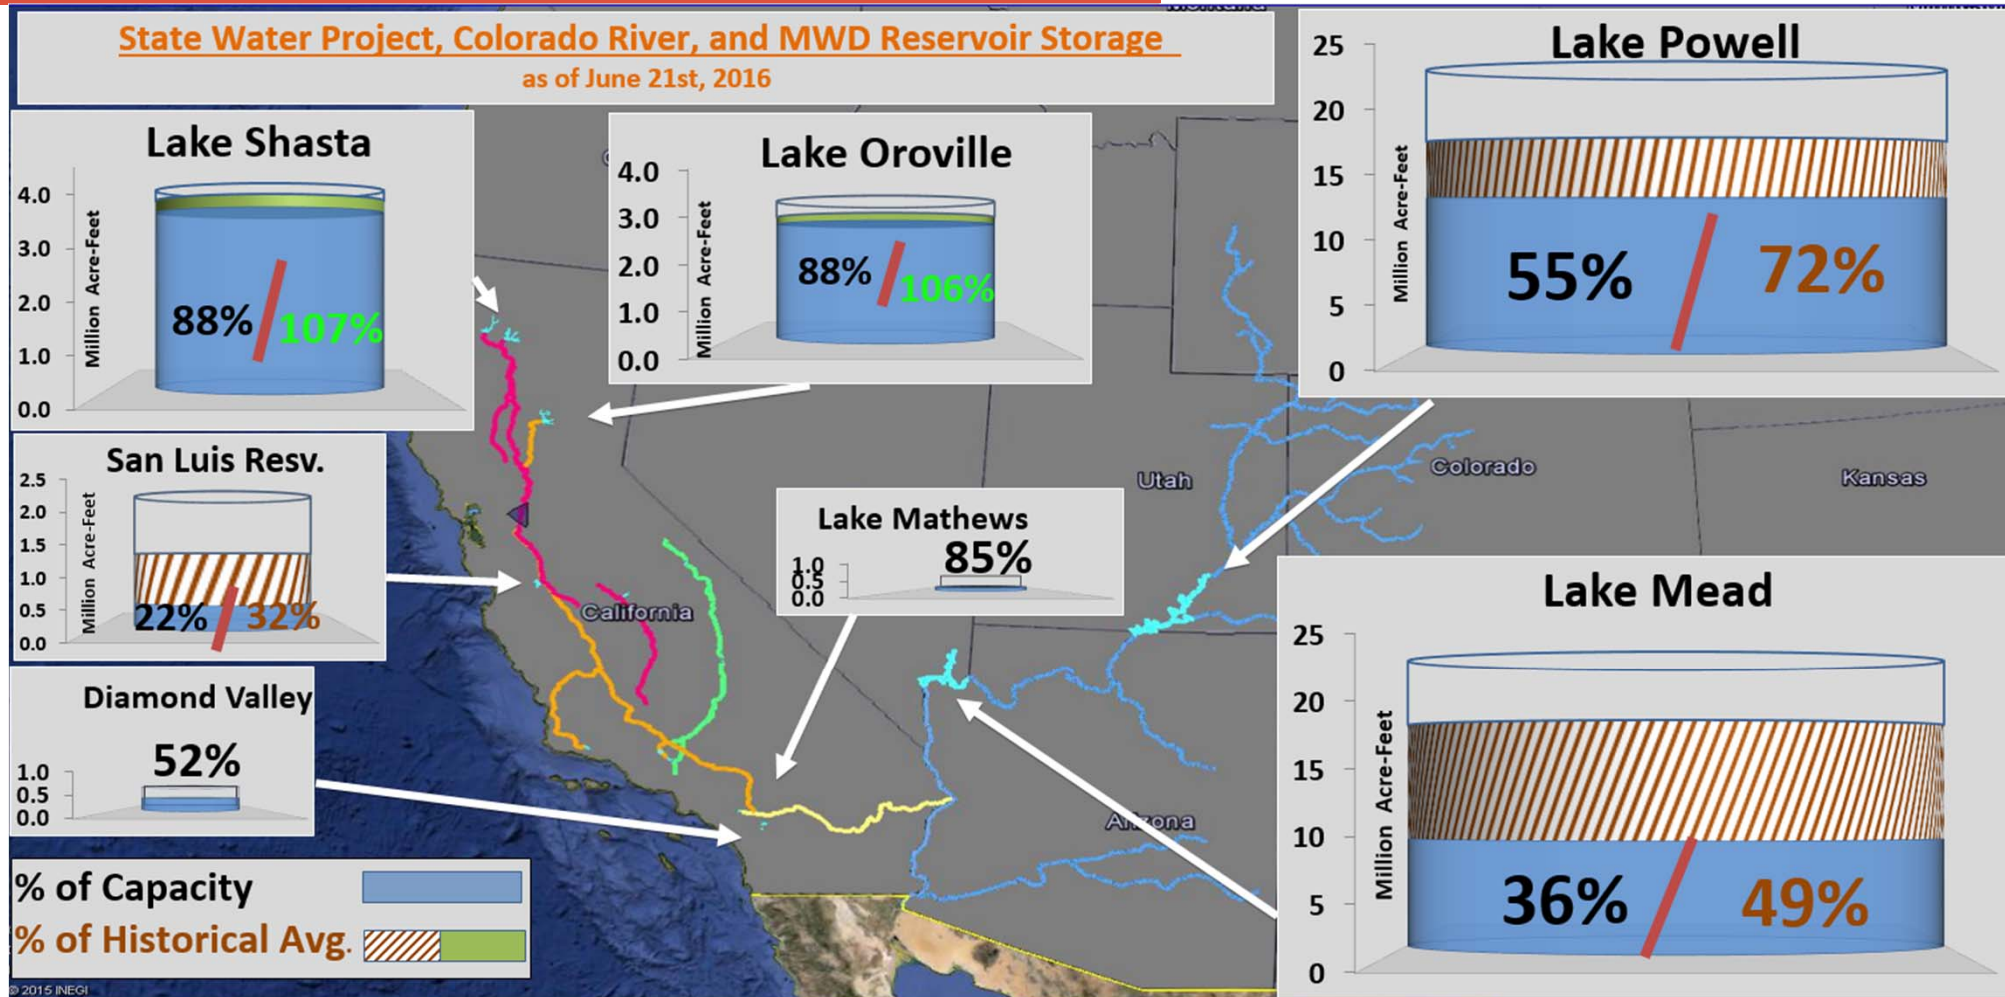 State Water Project, Colorado River, and MWD Reservoir Storage
as of June 21st, 2016
Lake Shasta
4.0
3.0
2.0
1.0
0.0
Million Acre-Feet
88%
107%
Lake Oroville
4.0
3.0
2.0
1.0
0.0
Million Acre-Feet
88%
106%
Lake Powell
25
20
15
10
5
0
Million Acre-Feet
55%
72%
San Luis Resv.
2.5
2.0
1.5
1.0
0.5
0.0
Million Acre-Feet
22%
32%
Lake Mathews
1.0
0.5
0.0
85%
Diamond Valley
52%
1.0
0.5
0.0
Lake Mead
25
20
15
10
5
0
Million Acre-Feet
36%
49%
Utah
Colorado
Kansas
California
Arizona
% of Capacity
% of Historical Avg.
© 2015 INEGI